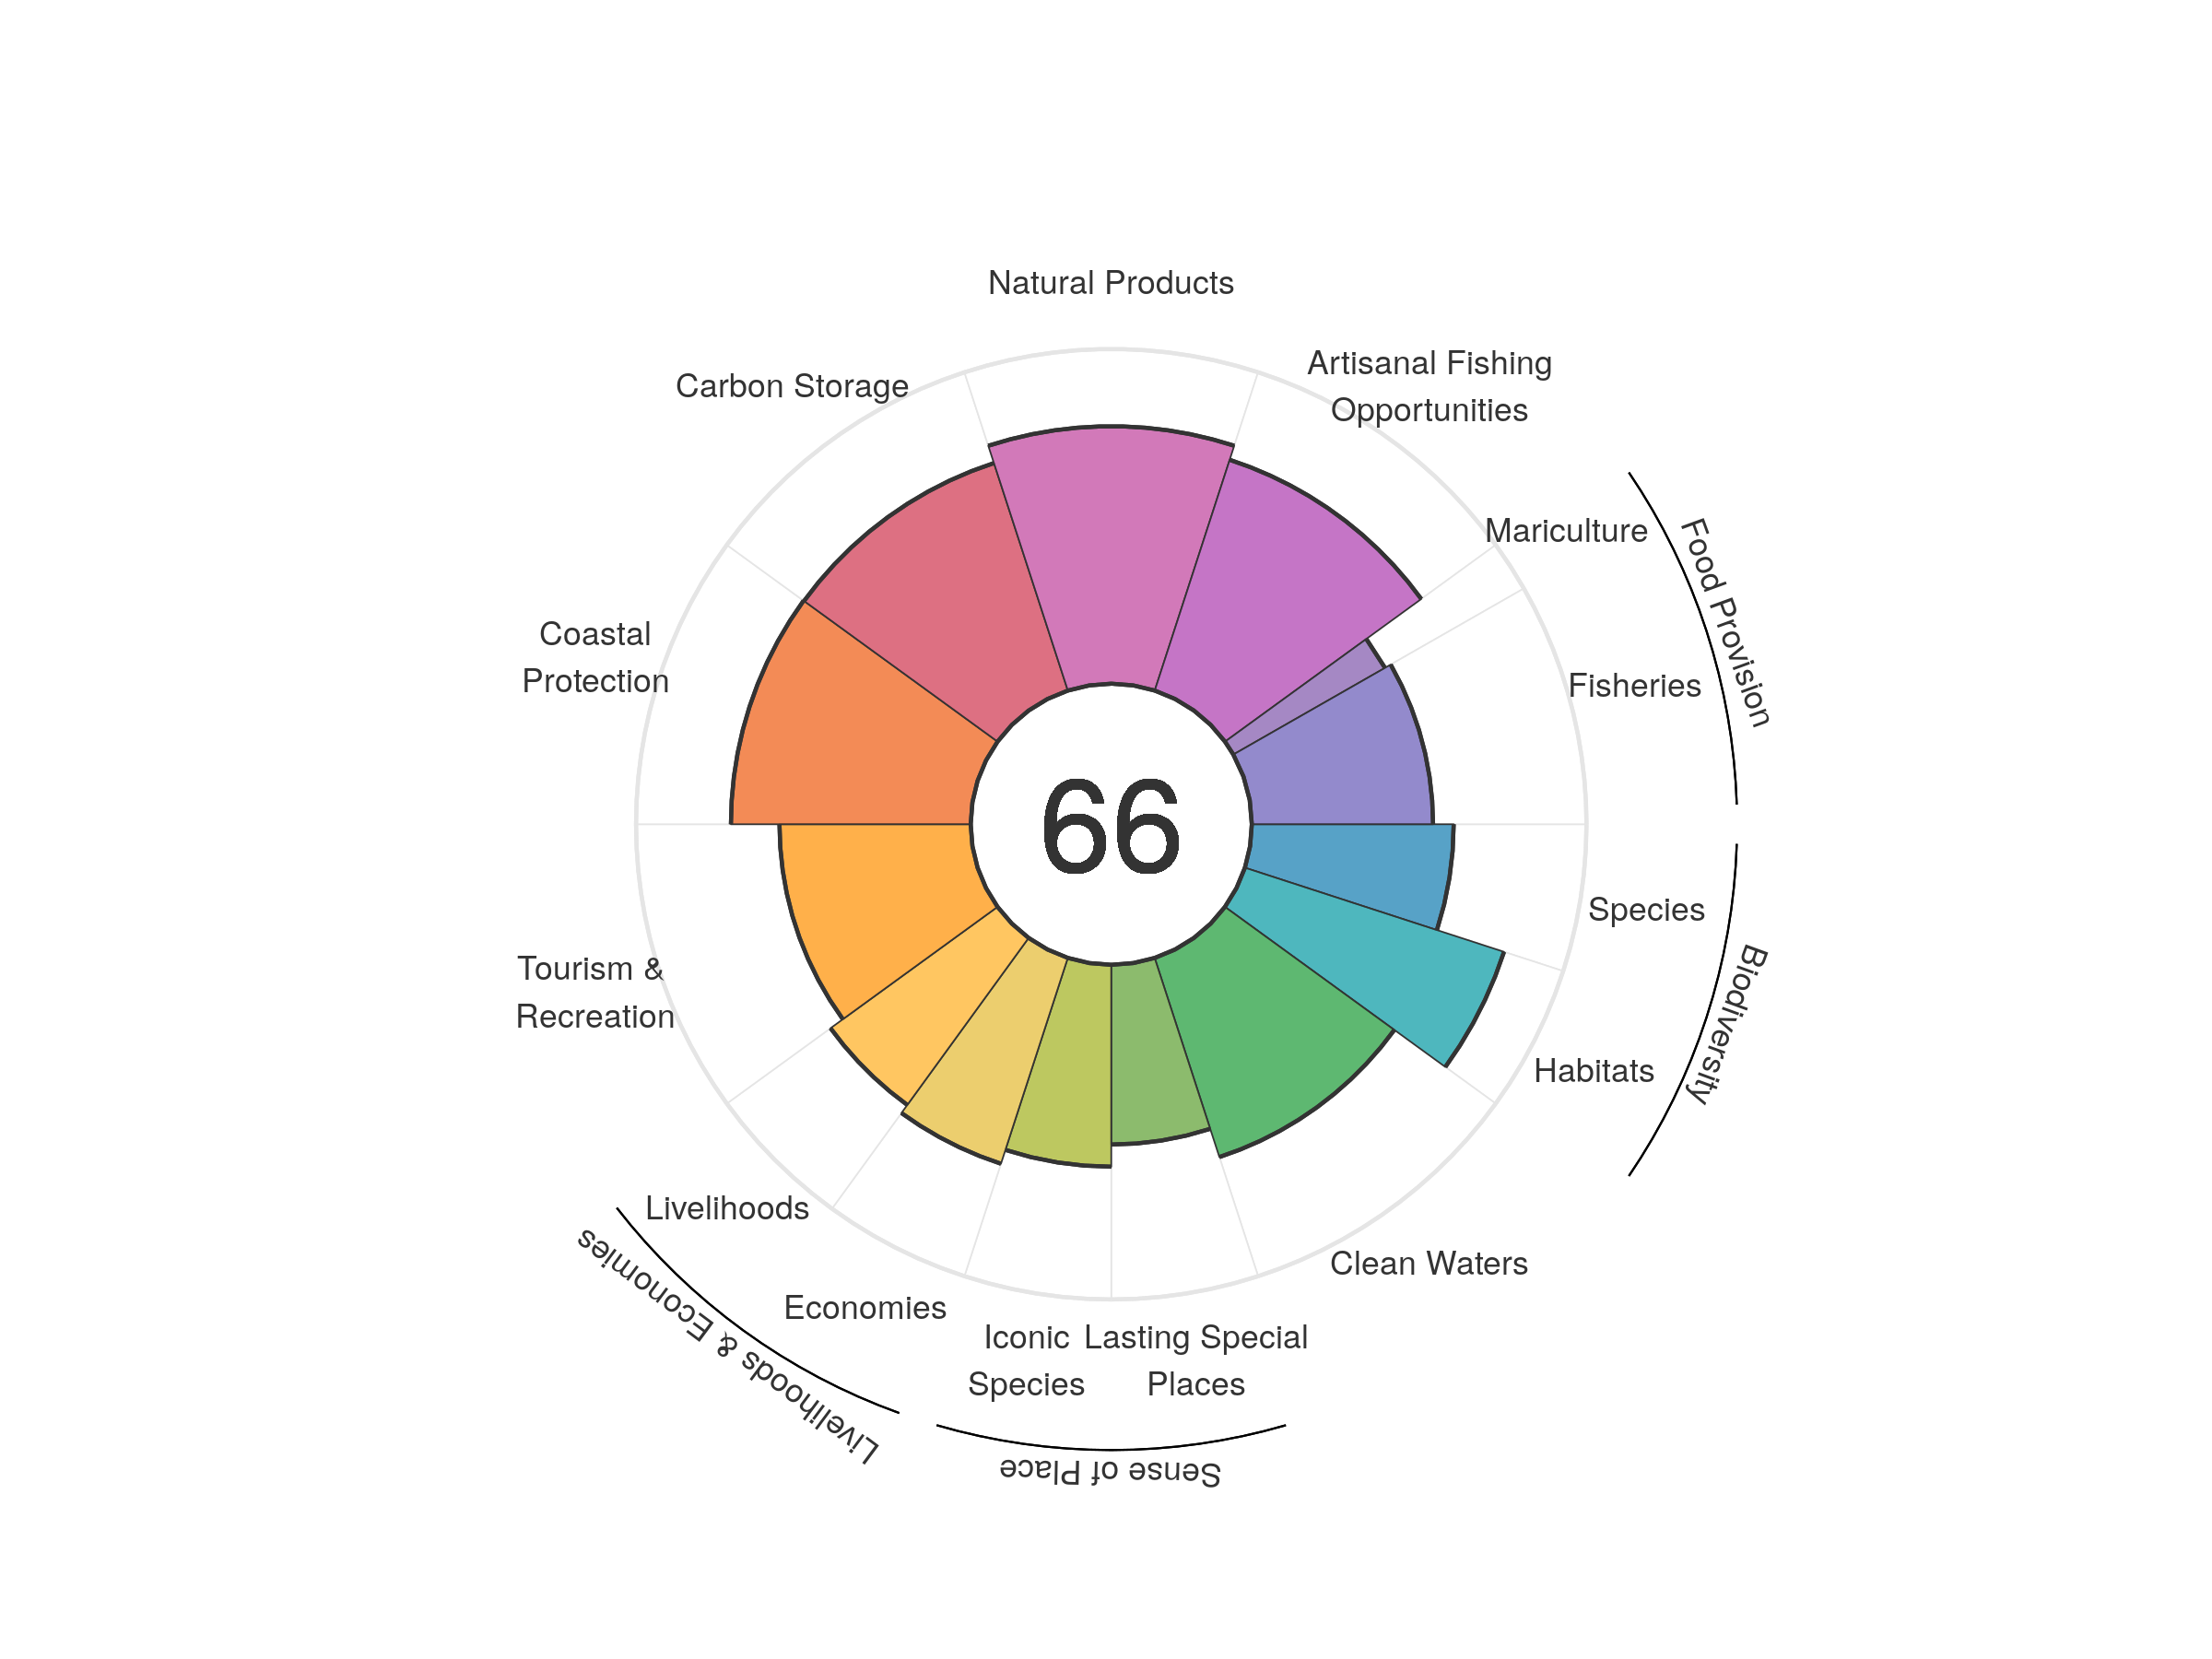 Natural Products
Artisanal Fishing
Opportunities
Carbon Storage
Mariculture
Food Provision
Coastal
Protection
Fisheries
66
Species
Biodiversity
Tourism &
Recreation
Habitats
Livelihoods
Clean Waters
Livelihoods & Economies
Economies
Iconic
Species
Lasting Special
Places
Sense of Place